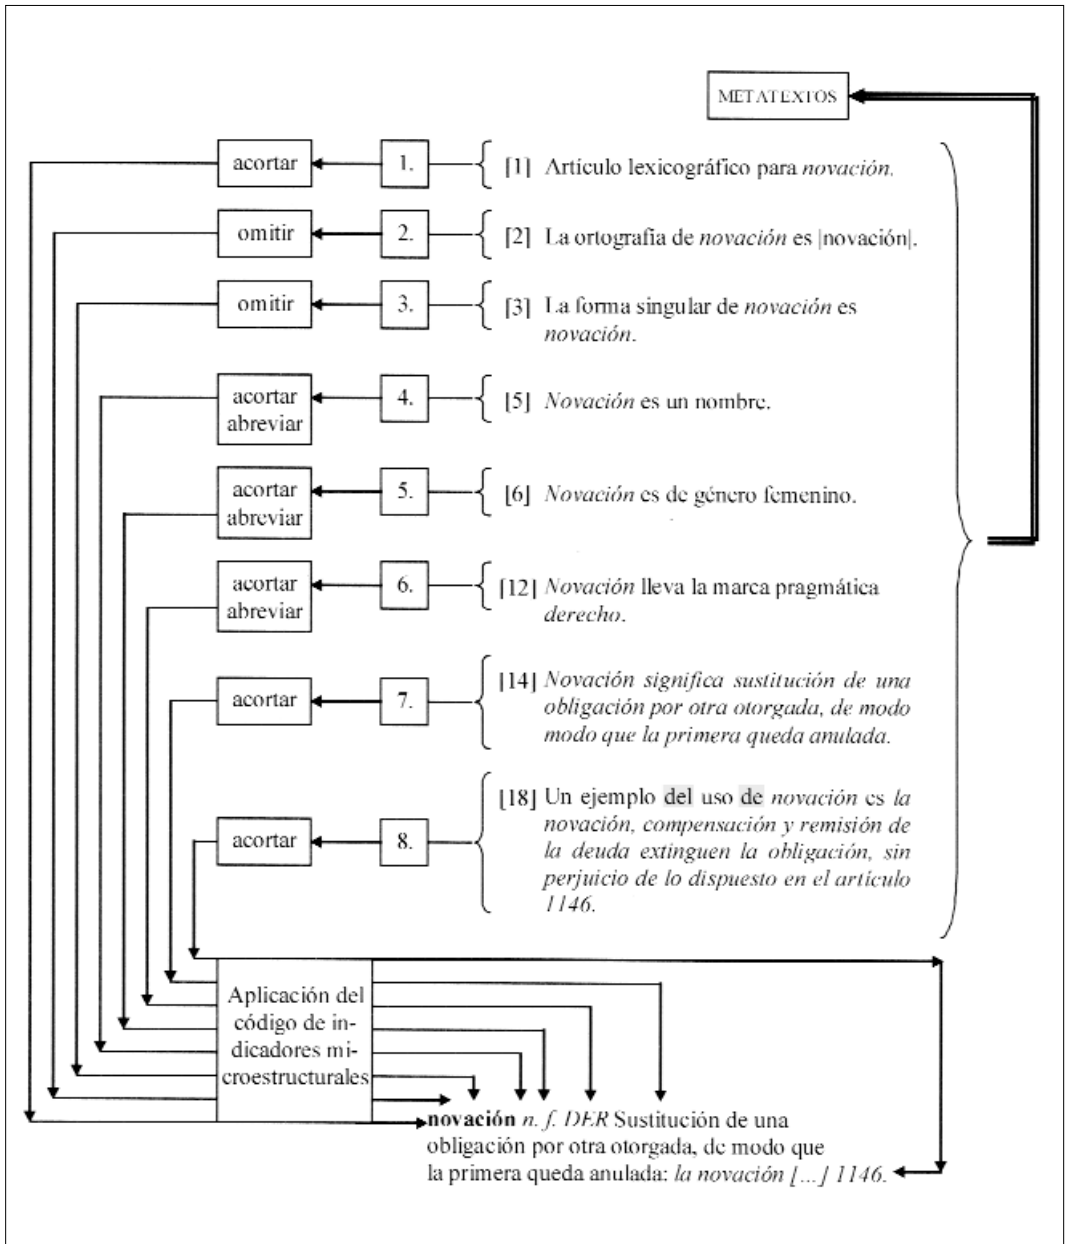 METATEXTOS
acortar 1. [1] Artículo lexicográfico para novación.
omitir 2. [2] La ortografía de novación es |novación|.
omitir 3. [3] La forma singular de novación es
novación.
acortar 4. [5] Novación es un nombre.
abreviar
acortar 5. [6] Novación es de género femenino.
abreviar
acortar 6. [12] Novación lleva la marca pragmática
abreviar derecho.
[14] Novación significa sustitución de una
acortar 7. obligación por otra otorgada, de modo
modo que la primera queda anulada.
[18] Un ejemplo del uso de novación es la
novación, compensación y remisión de
acortar 8. la deuda extinguen la obligación, sin
perjuicio de lo dispuesto en el artículo
1146.
Aplicación del
código de in-
dicadores mi-
croestructurales
novación n. f. DER Sustitución de una
obligación por otra otorgada, de modo que
la primera queda anulada: la novación [...] 1146.